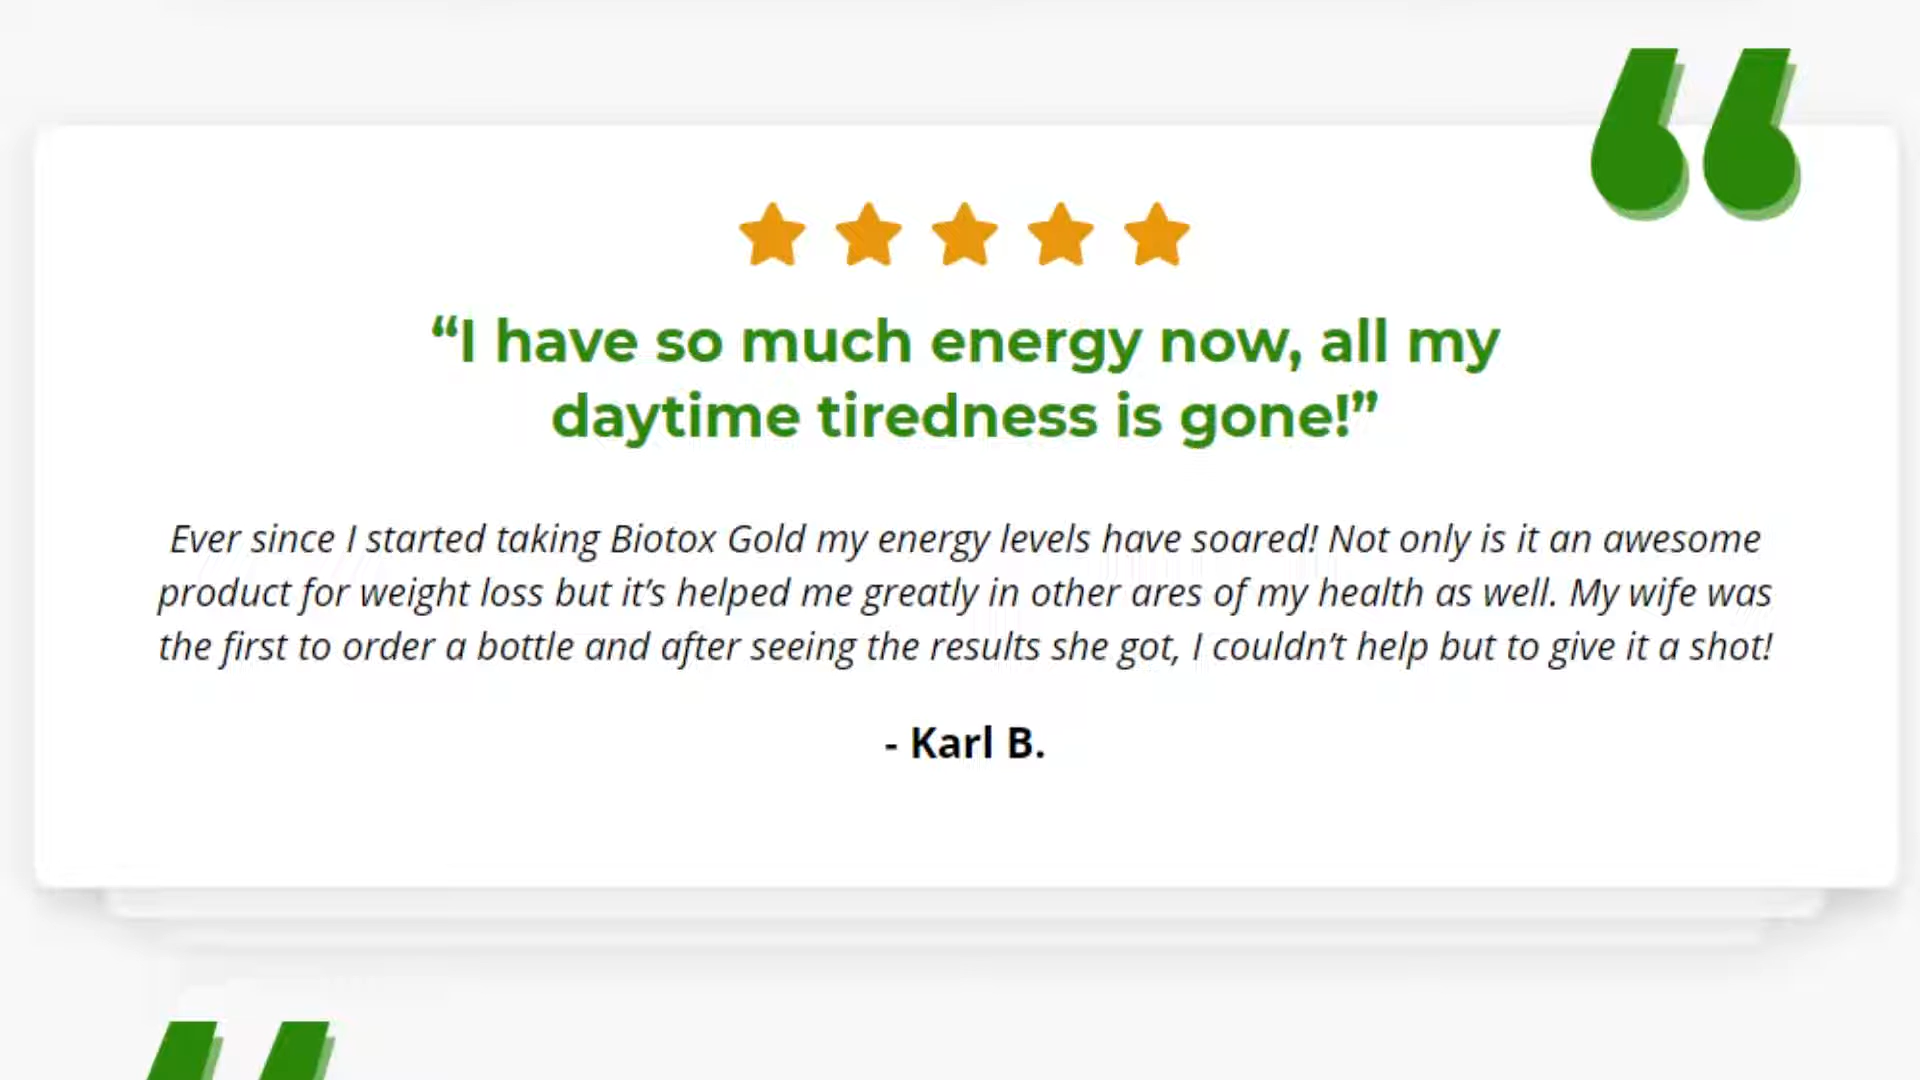 “I have so much energy now, all my
daytime tiredness is gone!”
Ever since I started taking Biotox Gold my energy levels have soared! Not only is it an awesome
product for weight loss but it’s helped me greatly in other ares of my health as well. My wife was
the first to order a bottle and after seeing the results she got, I couldn’t help but to give it a shot!
- Karl B.